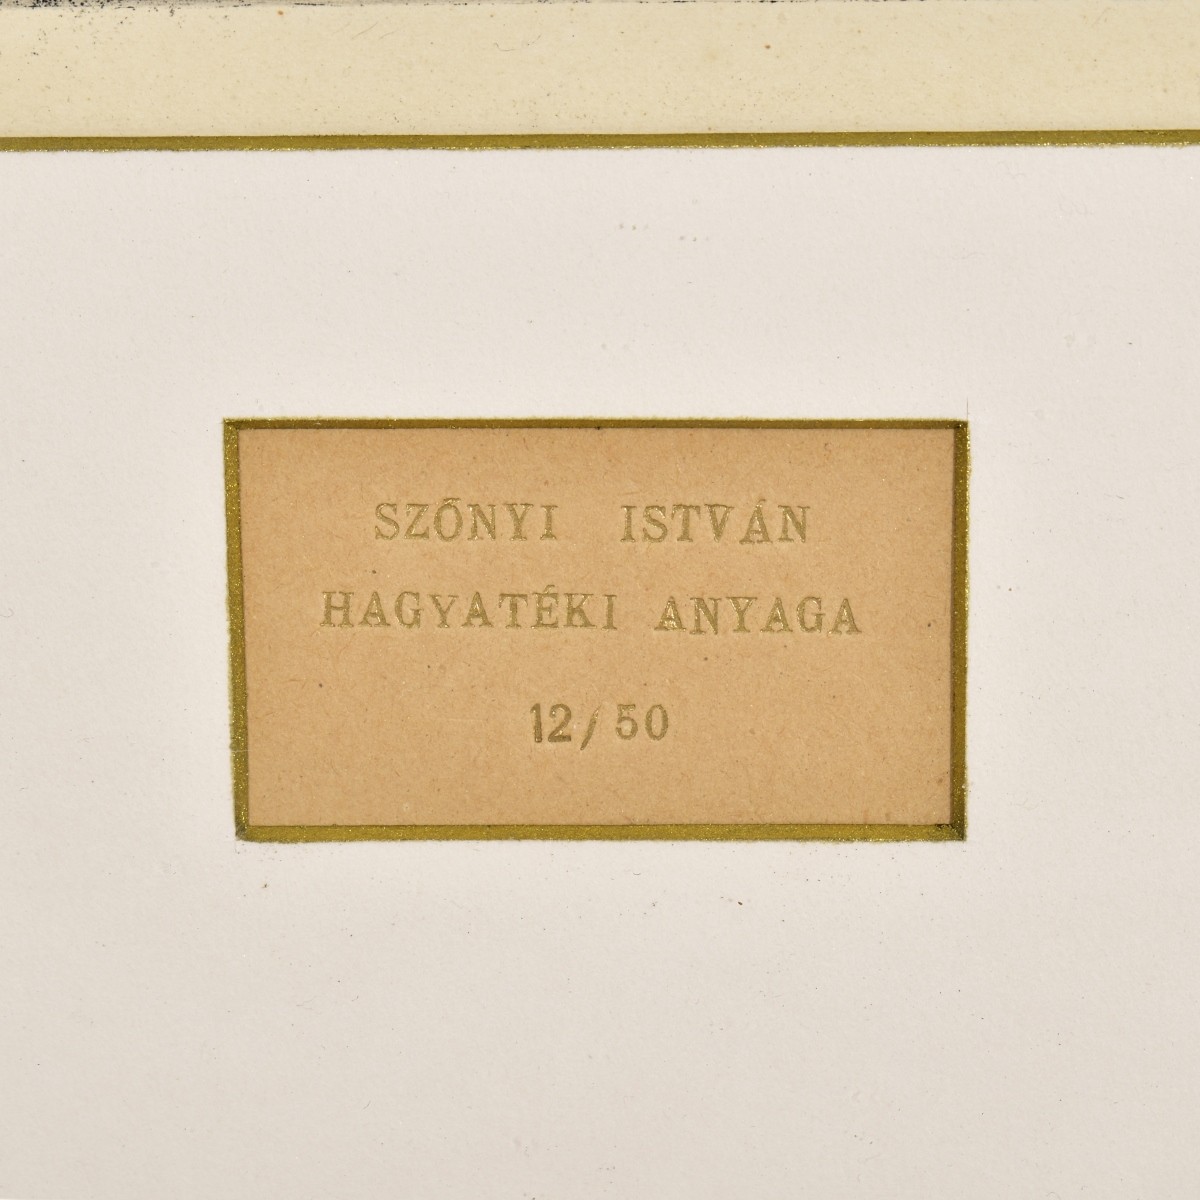 SZŐNYI ISTVÁN
HAGYATÉKI ANYAGA
12/50